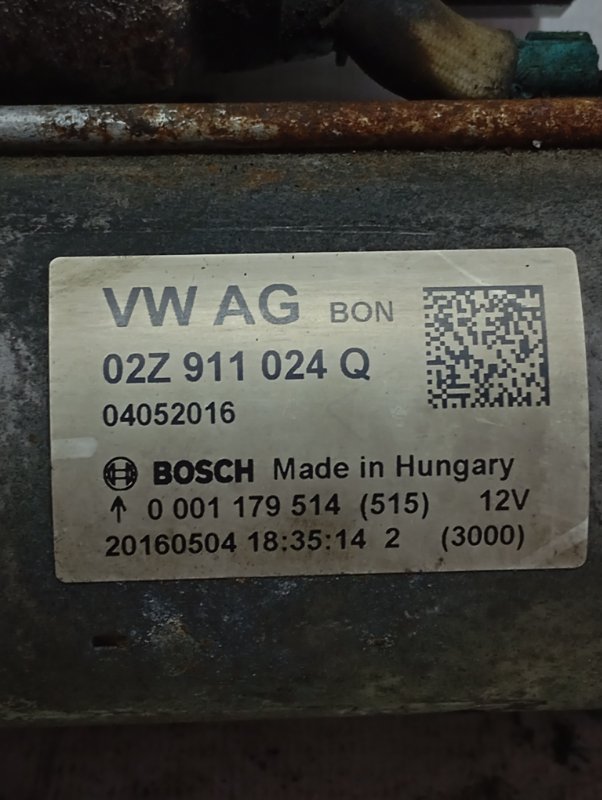 VW AG BON
02Z 911 024 Q
04052016
BOSCH Made in Hungary
↑ 0 001 179 514 (515) 12V
20160504 18:35:14 2 (3000)